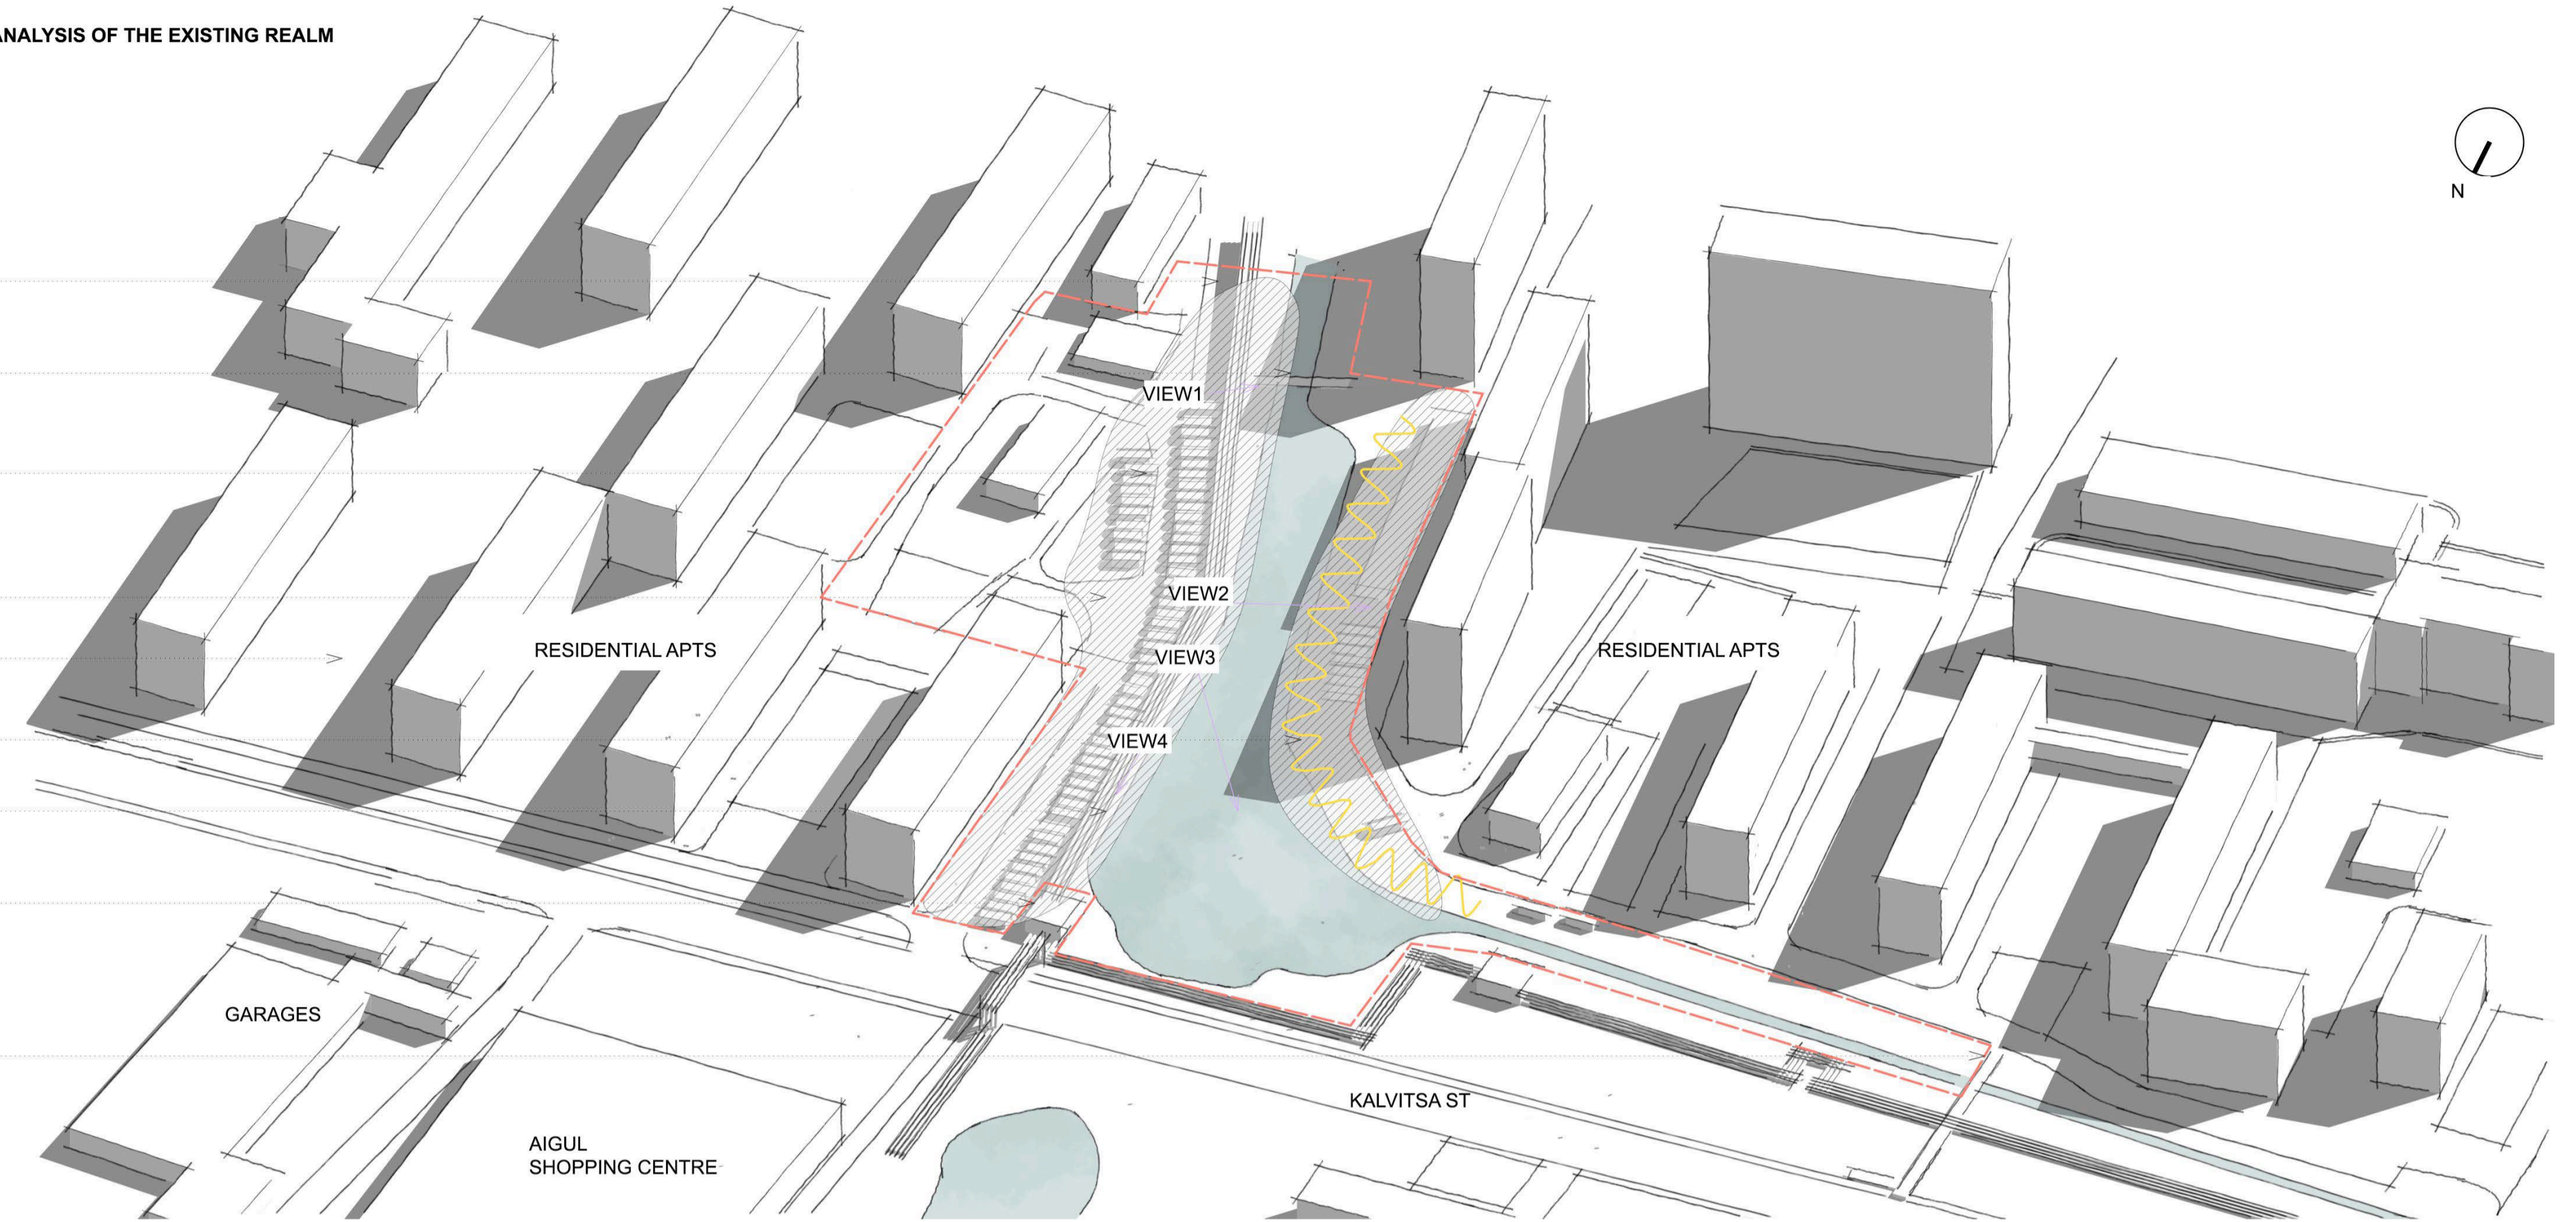 ANALYSIS OF THE EXISTING REALM
N
VIEW1
VIEW2
RESIDENTIAL APTS
VIEW3
RESIDENTIAL APTS
VIEW4
GARAGES
KALVITSA ST
AIGUL
SHOPPING CENTRE